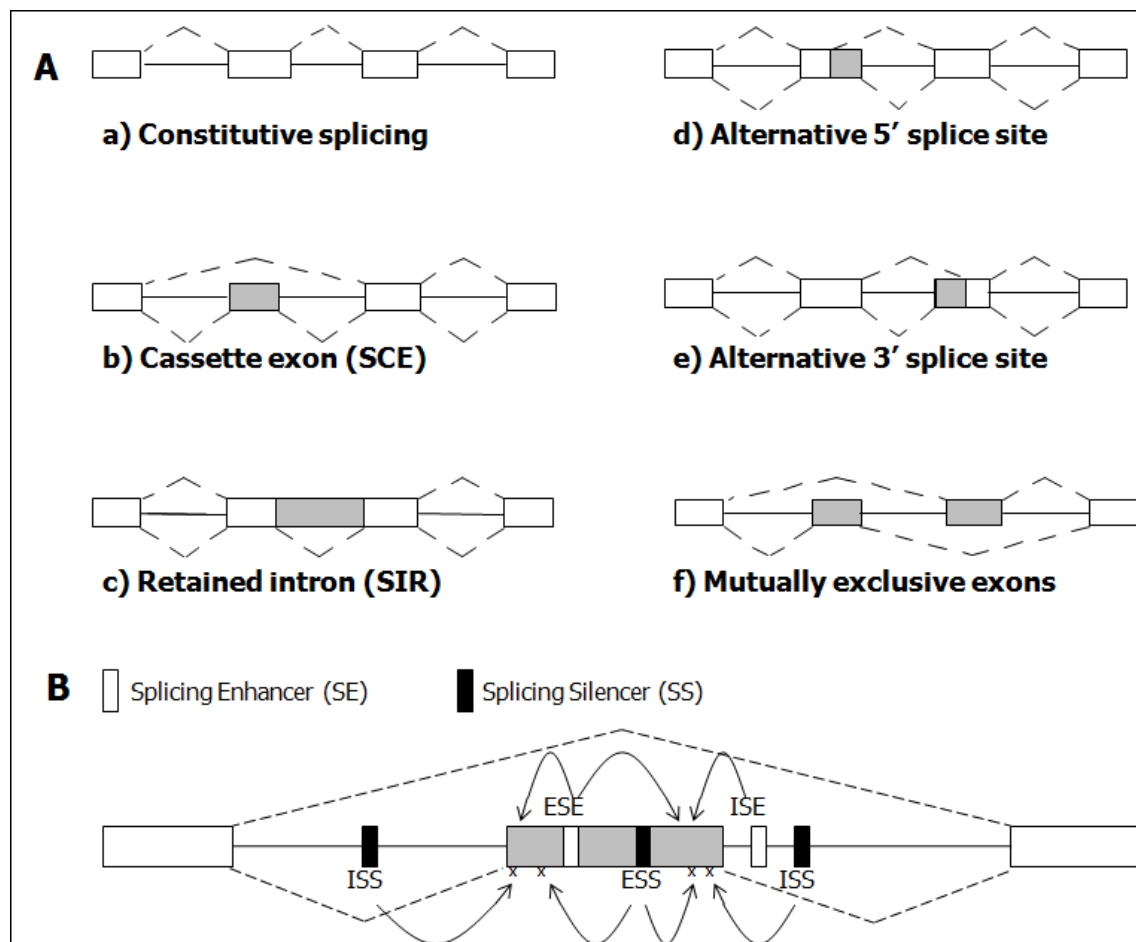 A
a) Constitutive splicing
d) Alternative 5′ splice site
b) Cassette exon (SCE)
e) Alternative 3′ splice site
c) Retained intron (SIR)
f) Mutually exclusive exons
B
Splicing Enhancer (SE)
Splicing Silencer (SS)
ESE
ISE
x x x x
ISS
ESS
ISS